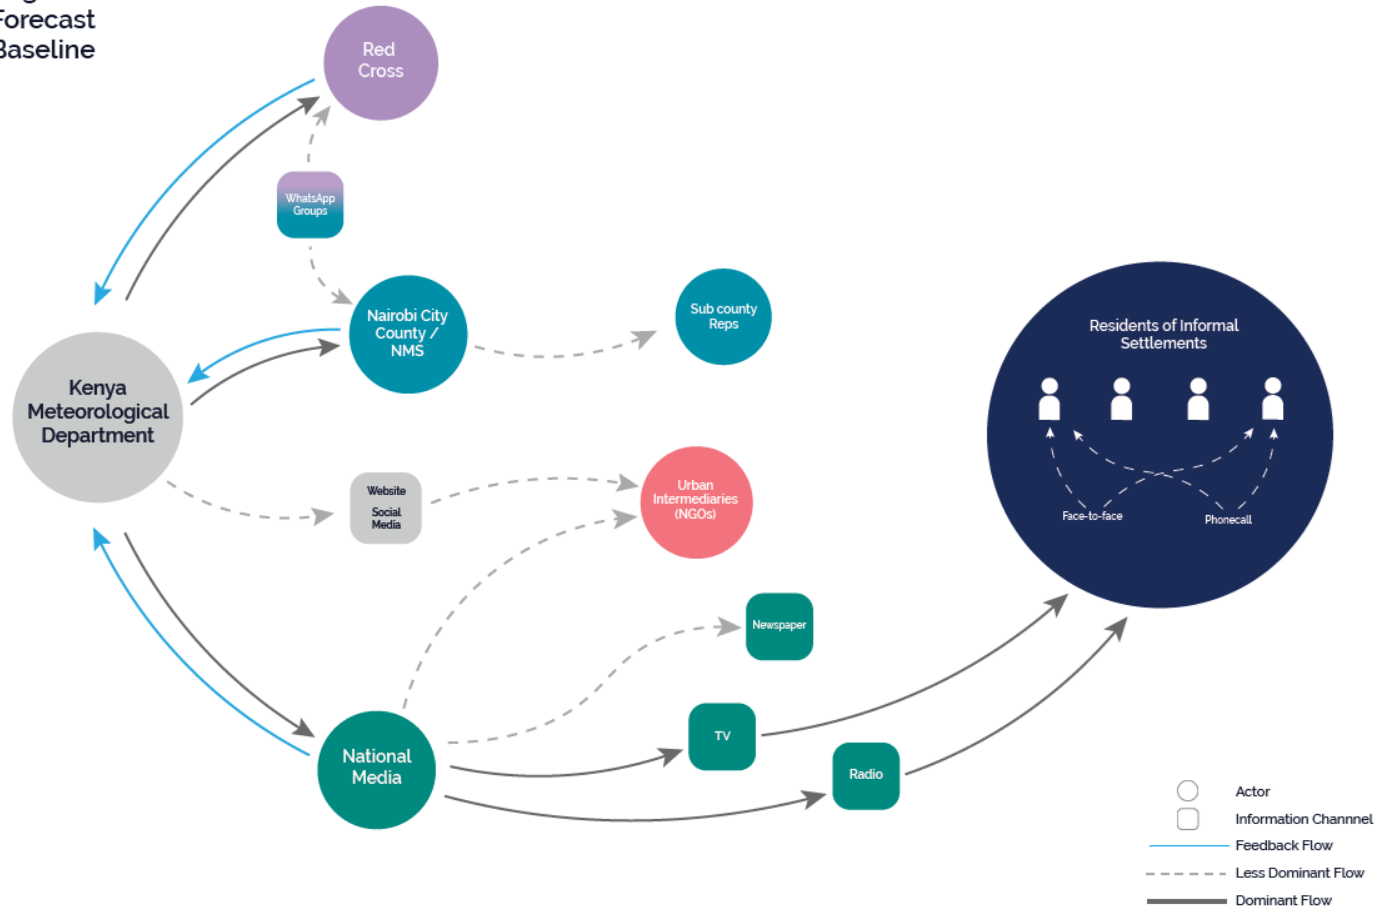 Forecast
Baseline
Red
Cross
WhatsApp
Groups
Nairobi City
County /
NMS
Sub county
Reps
Kenya
Meteorological
Department
Website
Social
Media
Urban
Intermediaries
(NGOs)
Residents of Informal
Settlements
Face-to-face
Phonecall
Newspaper
TV
Radio
National
Media
Actor
Information Channnel
Feedback Flow
Less Dominant Flow
Dominant Flow